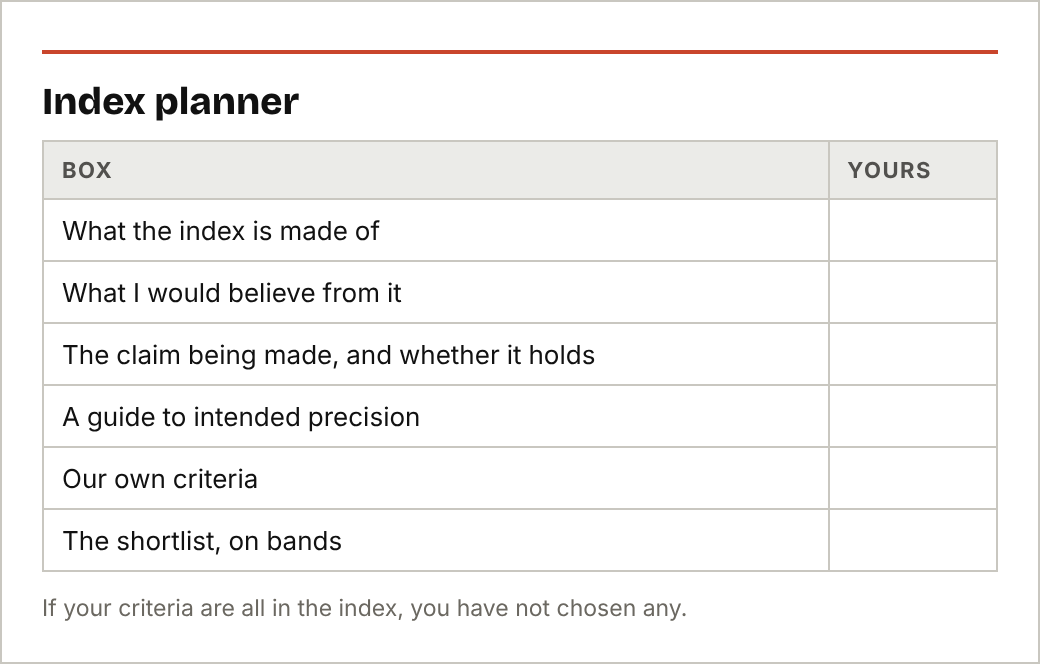 Index planner
BOX
YOURS
What the index is made of
What I would believe from it
The claim being made, and whether it holds
A guide to intended precision
Our own criteria
The shortlist, on bands
If your criteria are all in the index, you have not chosen any.